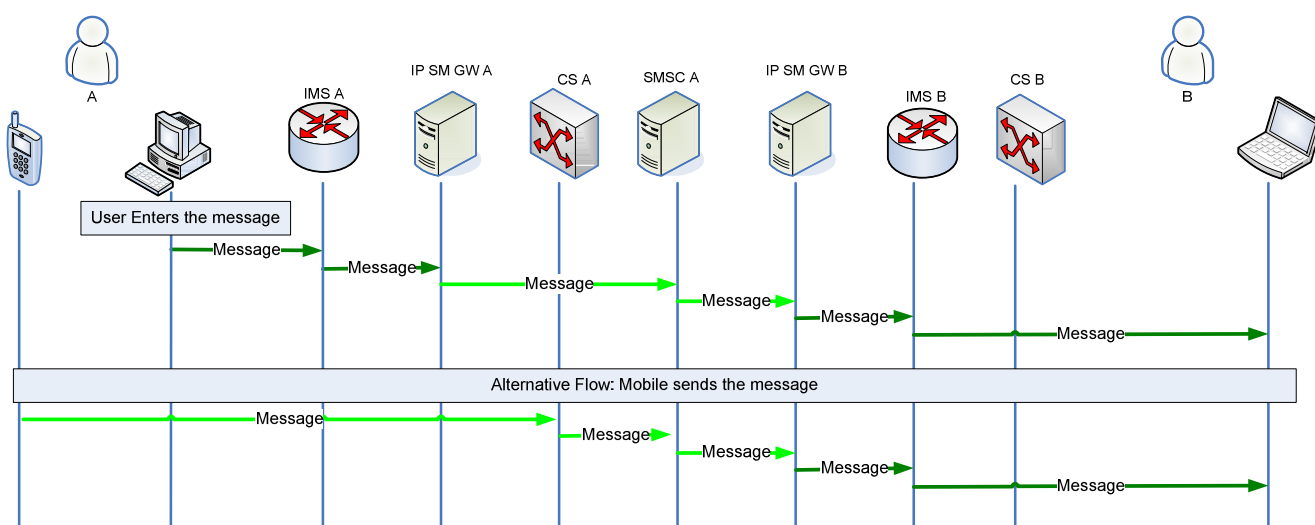 A
B
IMS A
IP SM GW A
CS A
SMSC A
IP SM GW B
IMS B
CS B
User Enters the message
Message
Message
Message
Message
Message
Message
Alternative Flow: Mobile sends the message
Message
Message
Message
Message
Message